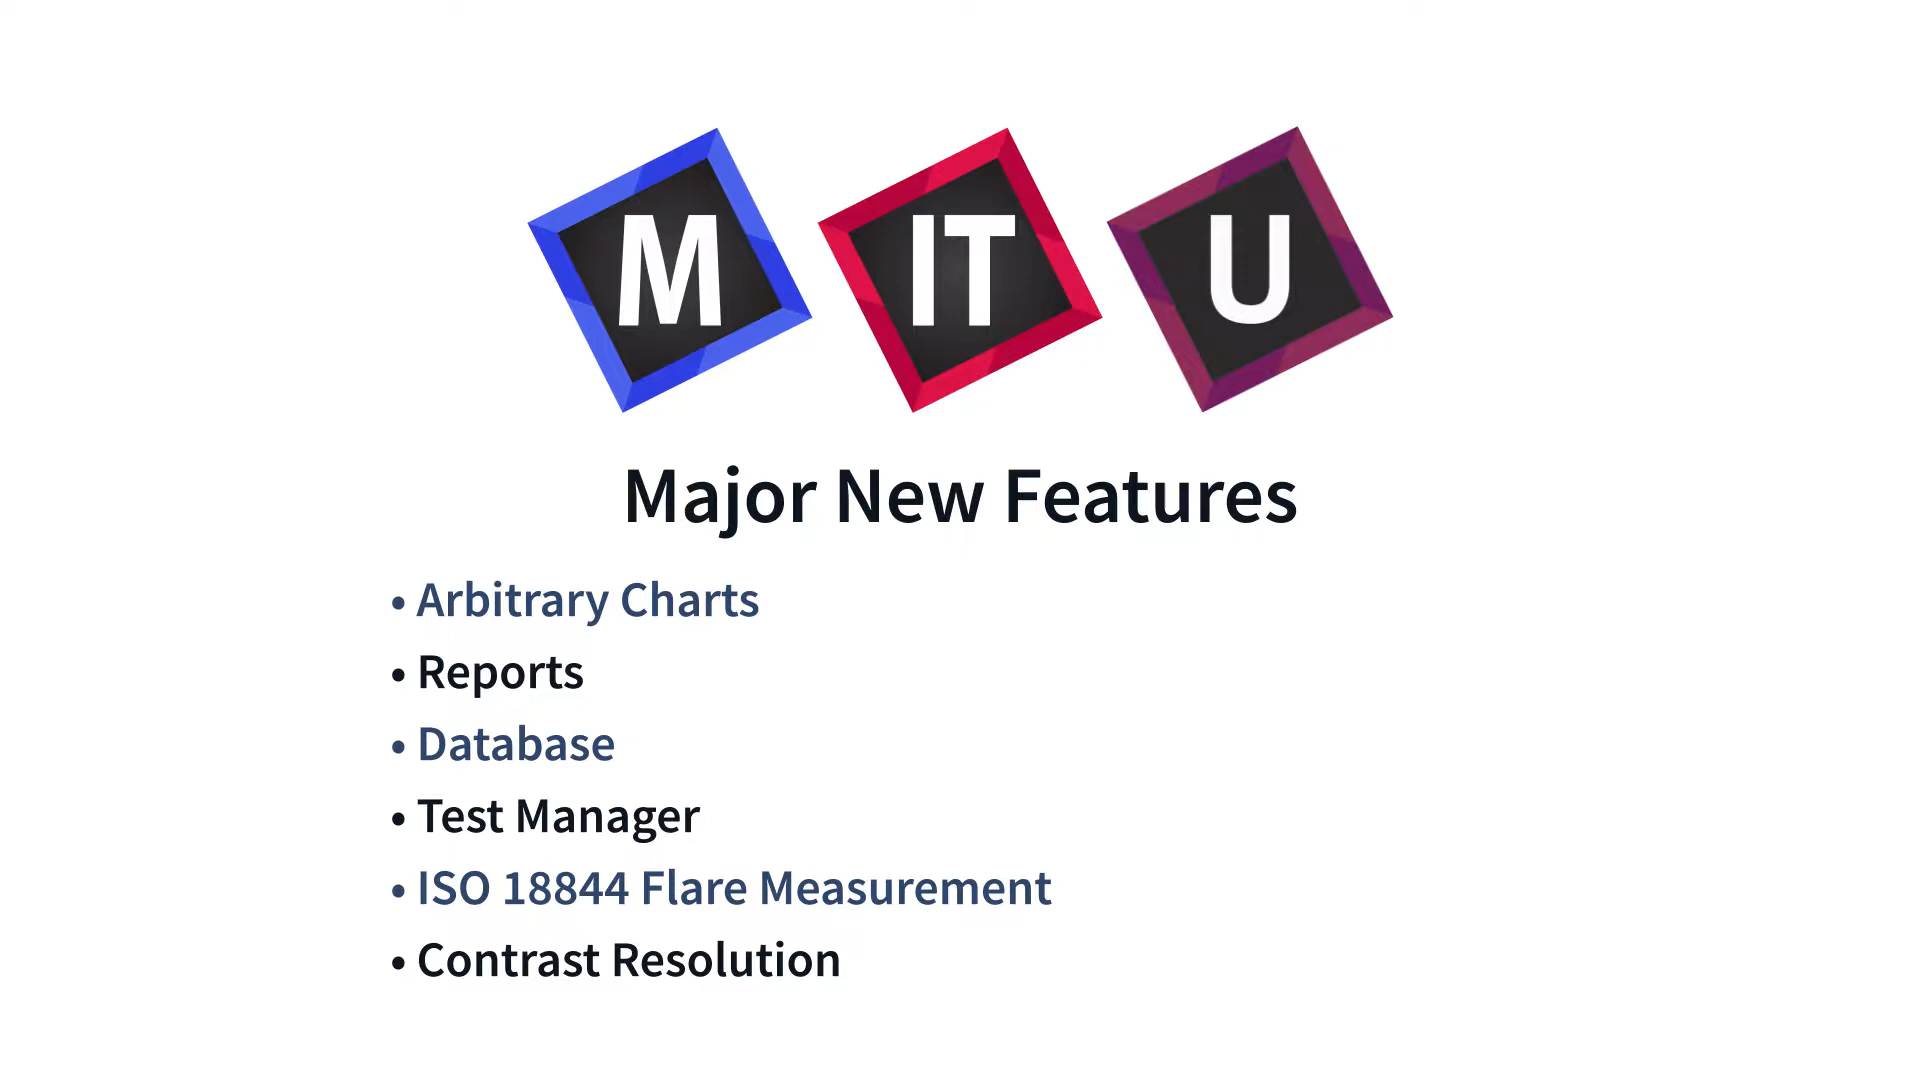 M IT U
Major New Features
• Arbitrary Charts
• Reports
• Database
• Test Manager
• ISO 18844 Flare Measurement
• Contrast Resolution